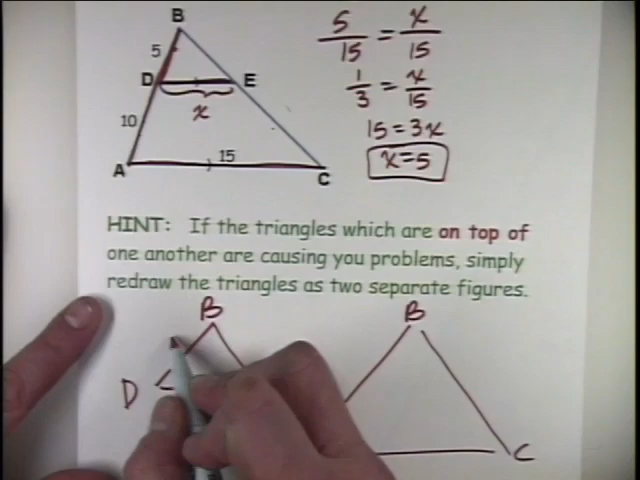 B
5
D
E
x
10
15
A
C
5/15 = x/15
1/3 = x/15
15=3x
x=5
HINT: If the triangles which are on top of
one another are causing you problems, simply
redraw the triangles as two separate figures.
B
B
D
C